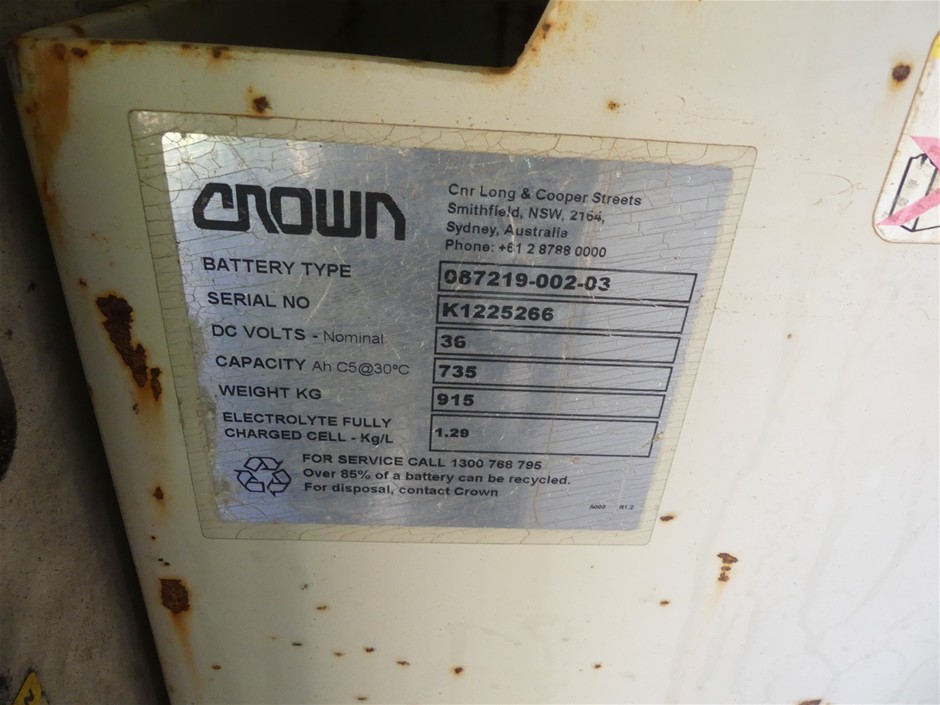 CROWN
Cnr Long & Cooper Streets
Smithfield, NSW, 2164,
Sydney, Australia
Phone: +61 2 8788 0000
BATTERY TYPE 087219-002-03
SERIAL NO K1225266
DC VOLTS - Nominal 36
CAPACITY Ah C5@30ºC 735
WEIGHT KG 915
ELECTROLYTE FULLY
CHARGED CELL - Kg/L 1.29
FOR SERVICE CALL 1300 768 795
Over 85% of a battery can be recycled.
For disposal, contact Crown
R1.2